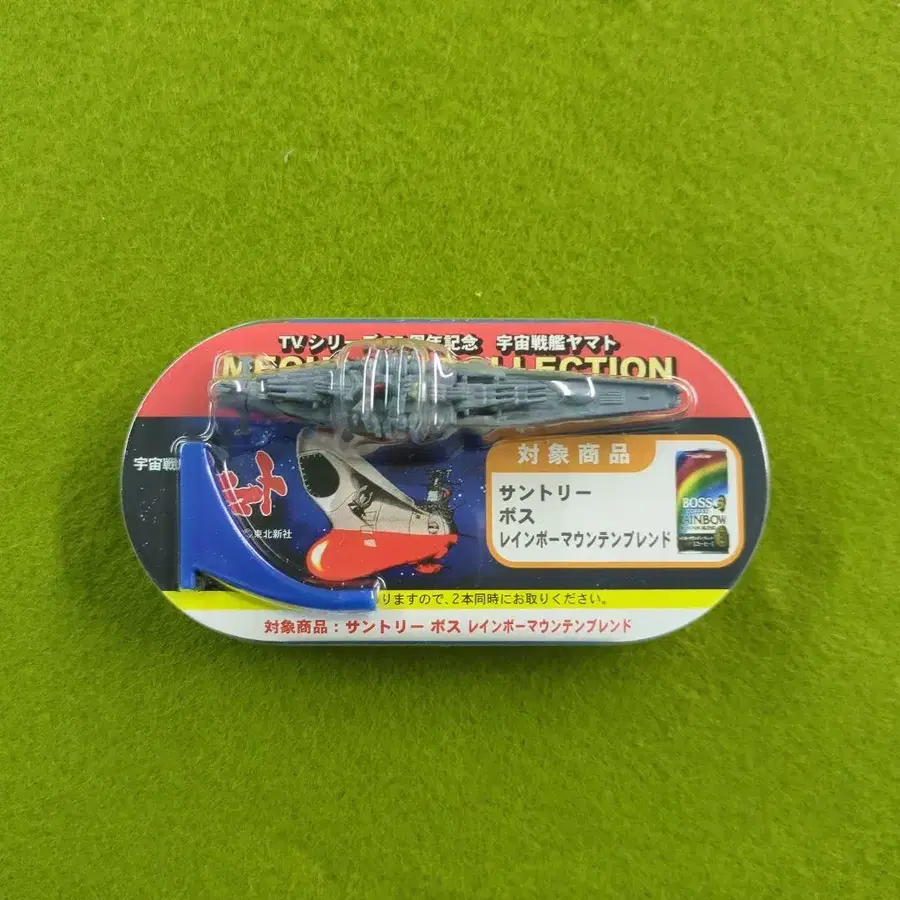 TVシリーズ 周年記念 宇宙戦艦ヤマト
COLLECTION
対象商品
宇宙戦
サントリー
ボス
レインボーマウンテンブレンド
BOSS
RAINBOW
東北新社
りますので、2本同時にお取りください。
対象商品：サントリー ボス レインボーマウンテンブレンド